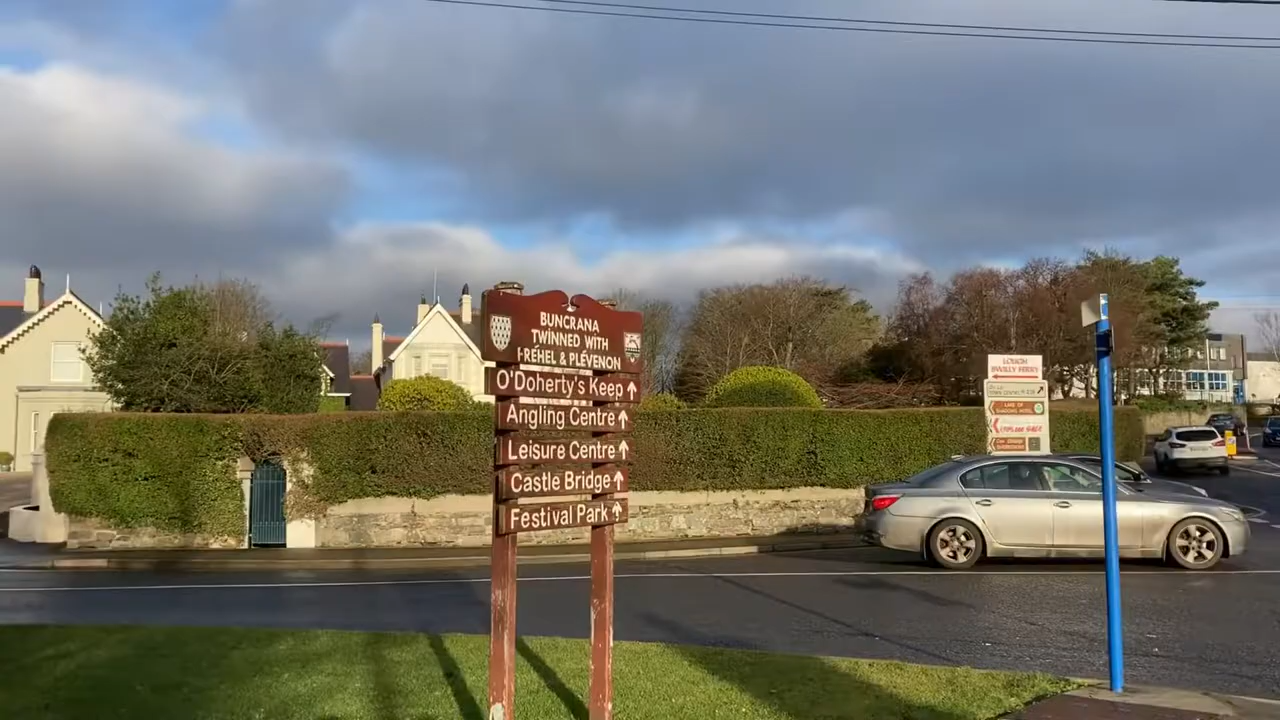 BUNCRANA
TWINNED WITH
FRÉHEL & PLÉVENON
O'Doherty's Keep
Angling Centre
Leisure Centre
Castle Bridge
Festival Park
LOUGH
SWILLY FERRY